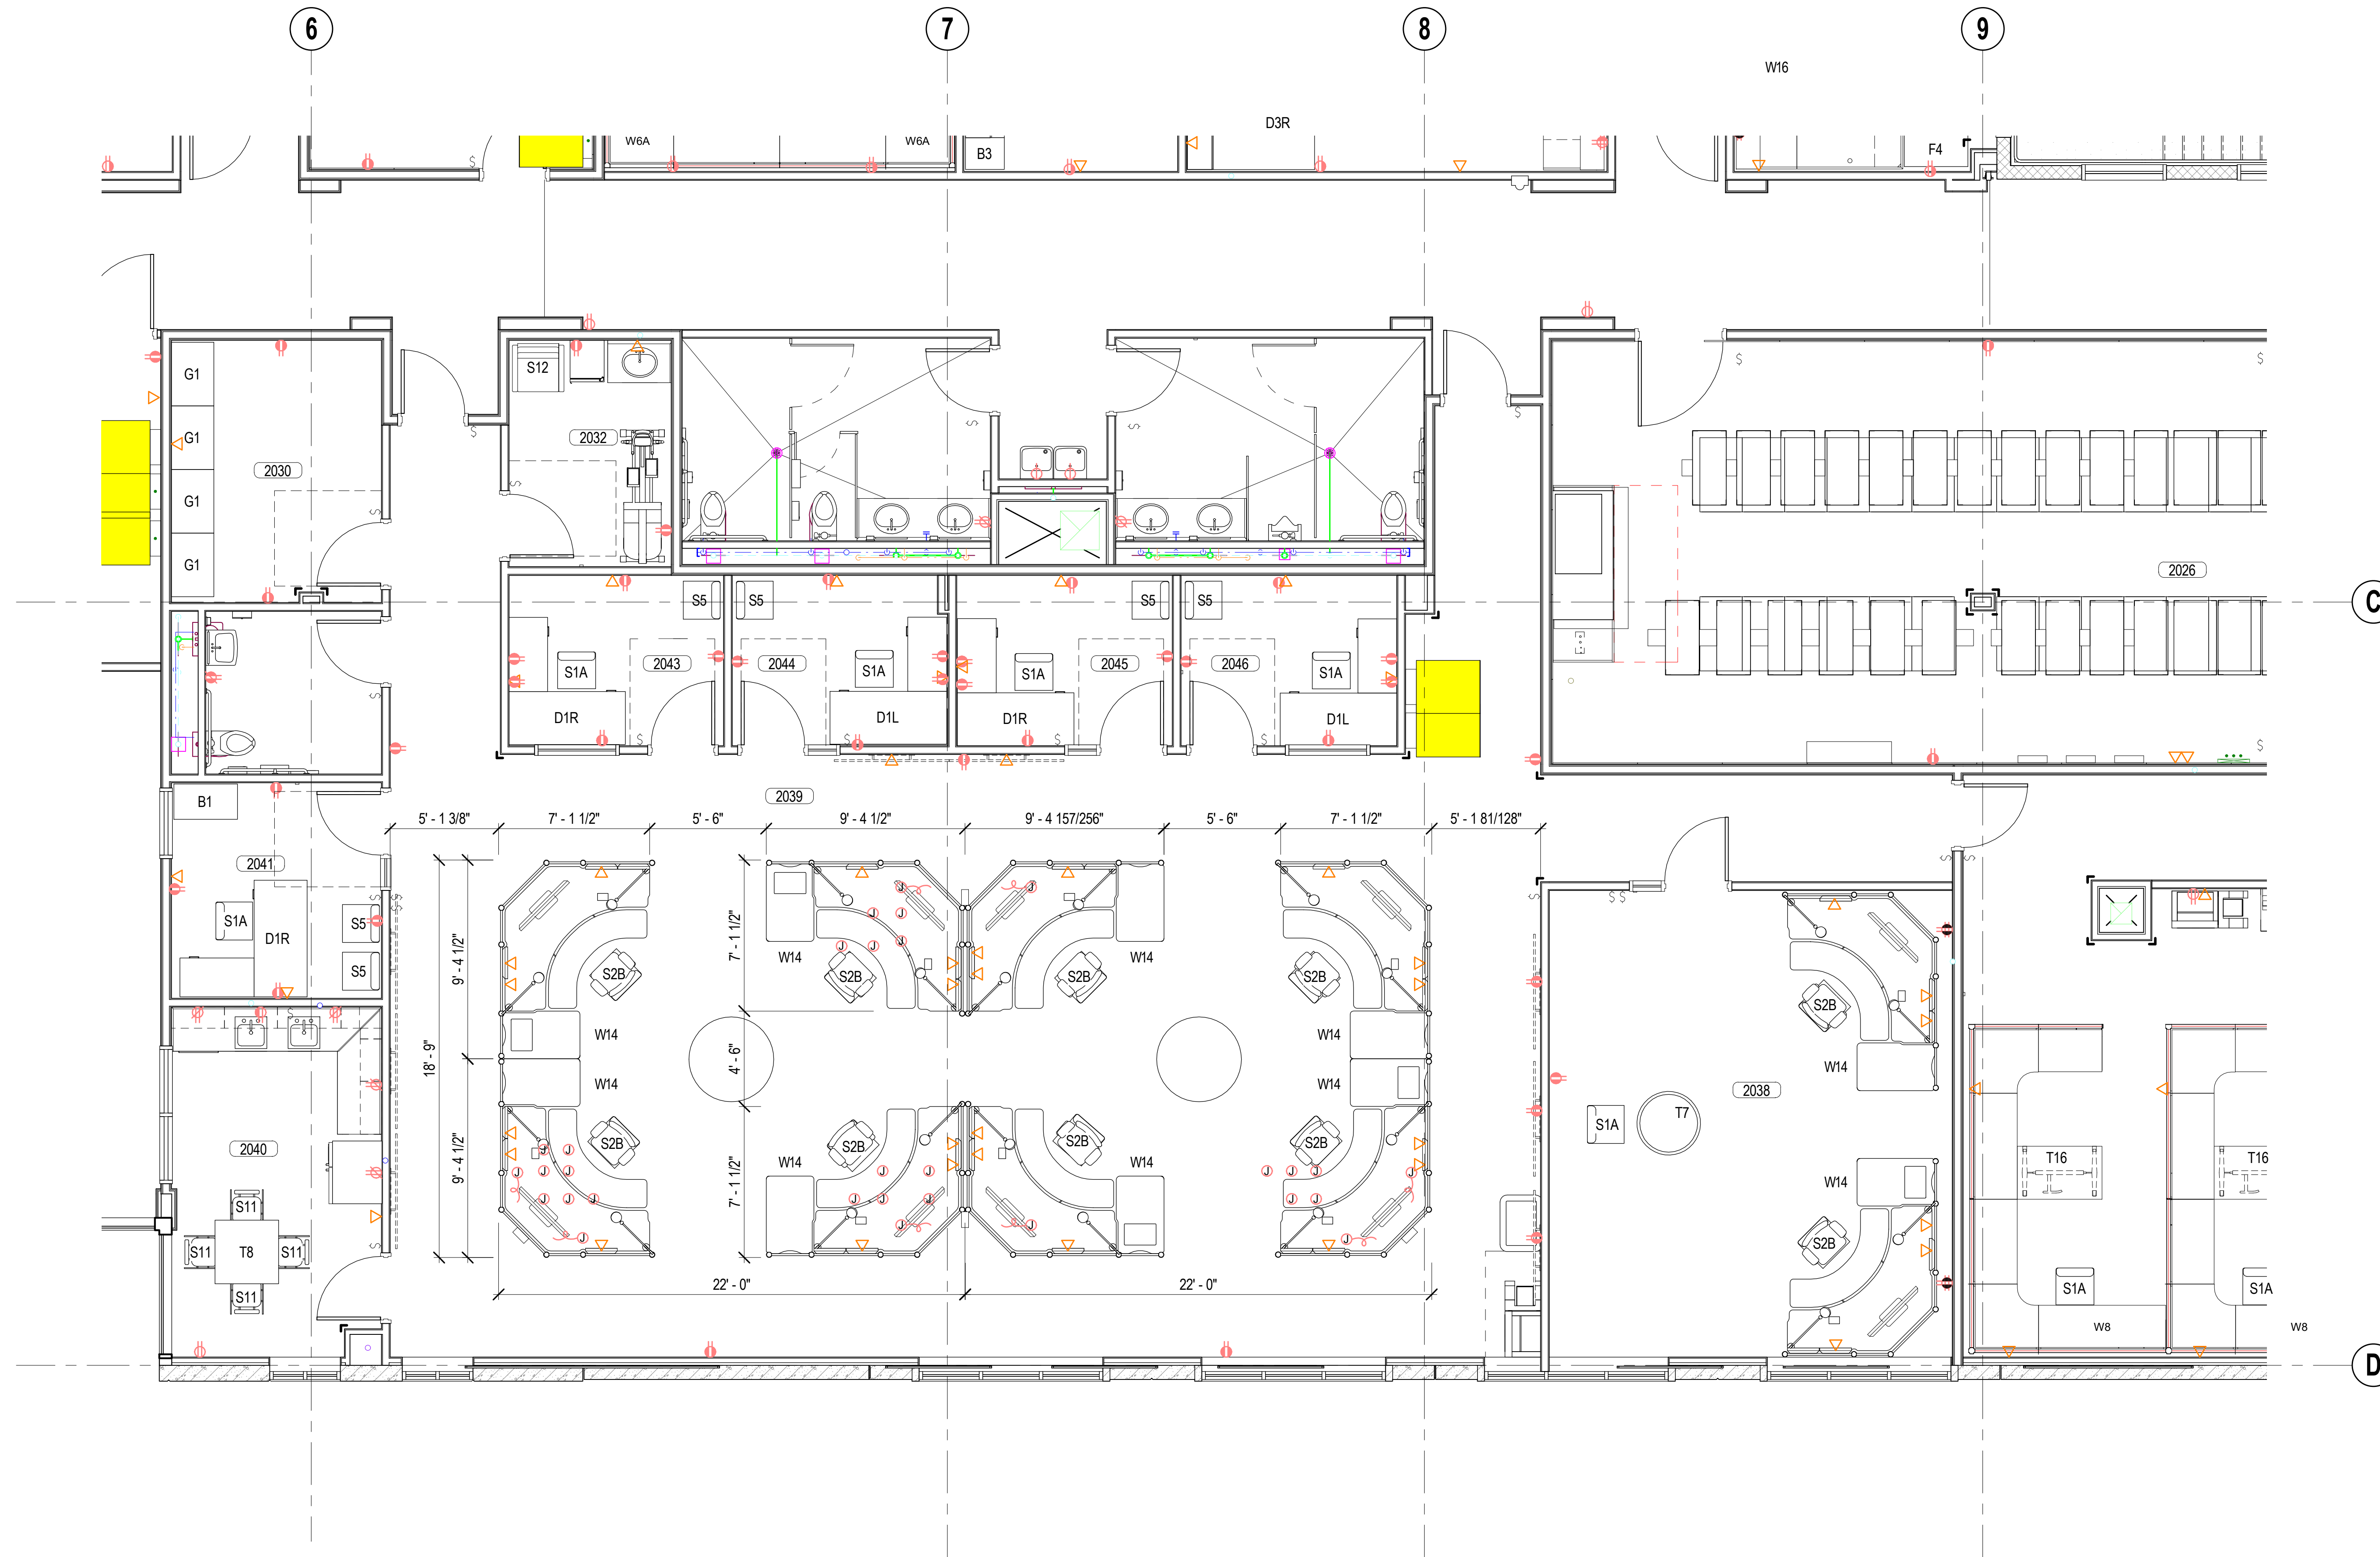 6 7 8 9
W16
D3R
W6A W6A B3 F4
S12
G1
G1
2032
2030
G1
G1
2026
C
S5 S5 S5 S5
2043 2044 2045 2046
S1A S1A S1A S1A
D1R D1L D1R D1L
2039
B1
5' - 1 3/8" 7' - 1 1/2" 5' - 6" 9' - 4 1/2" 9' - 4 157/256" 5' - 6" 7' - 1 1/2" 5' - 1 81/128"
2041
S1A D1R S5
S5
9' - 4 1/2"
7' - 1 1/2"
J J
J J
J J J
W14 W14
S2B S2B S2B S2B S2B
W14 W14
18' - 9"
4' - 6"
W14 W14 W14
2038
S1A T7
2040
9' - 4 1/2"
7' - 1 1/2"
S2B S2B S2B S2B
W14 W14 W14
J J
J J J J J J J J J
J J J J J J J J
J J J J
T16 T16
S11
S11 T8 S11
S11
S2B
S1A S1A
22' - 0" 22' - 0"
W8 W8
D